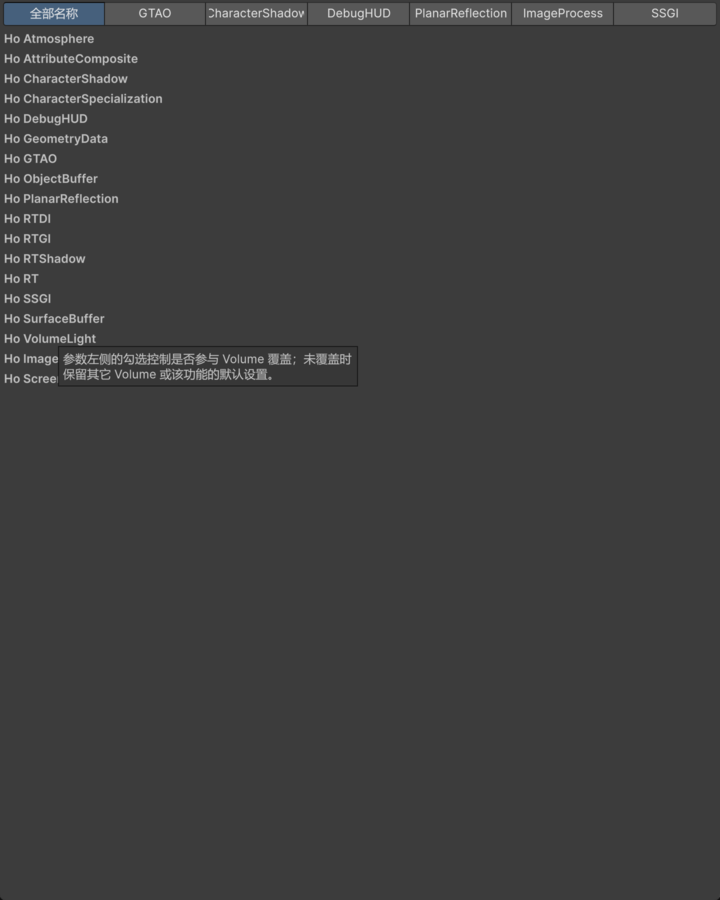 全部名称 GTAO CharacterShadow DebugHUD PlanarReflection ImageProcess SSGI
Ho Atmosphere
Ho AttributeComposite
Ho CharacterShadow
Ho CharacterSpecialization
Ho DebugHUD
Ho GeometryData
Ho GTAO
Ho ObjectBuffer
Ho PlanarReflection
Ho RTDI
Ho RTGI
Ho RTShadow
Ho RT
Ho SSGI
Ho SurfaceBuffer
Ho VolumeLight
Ho Image
Ho Scree
参数左侧的勾选控制是否参与 Volume 覆盖；未覆盖时
保留其它 Volume 或该功能的默认设置。